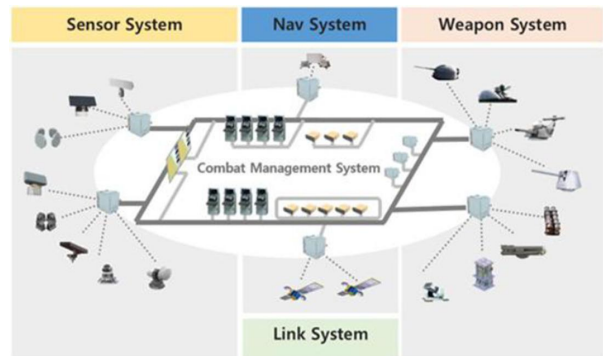 Sensor System
Nav System
Weapon System
Combat Management System
Link System